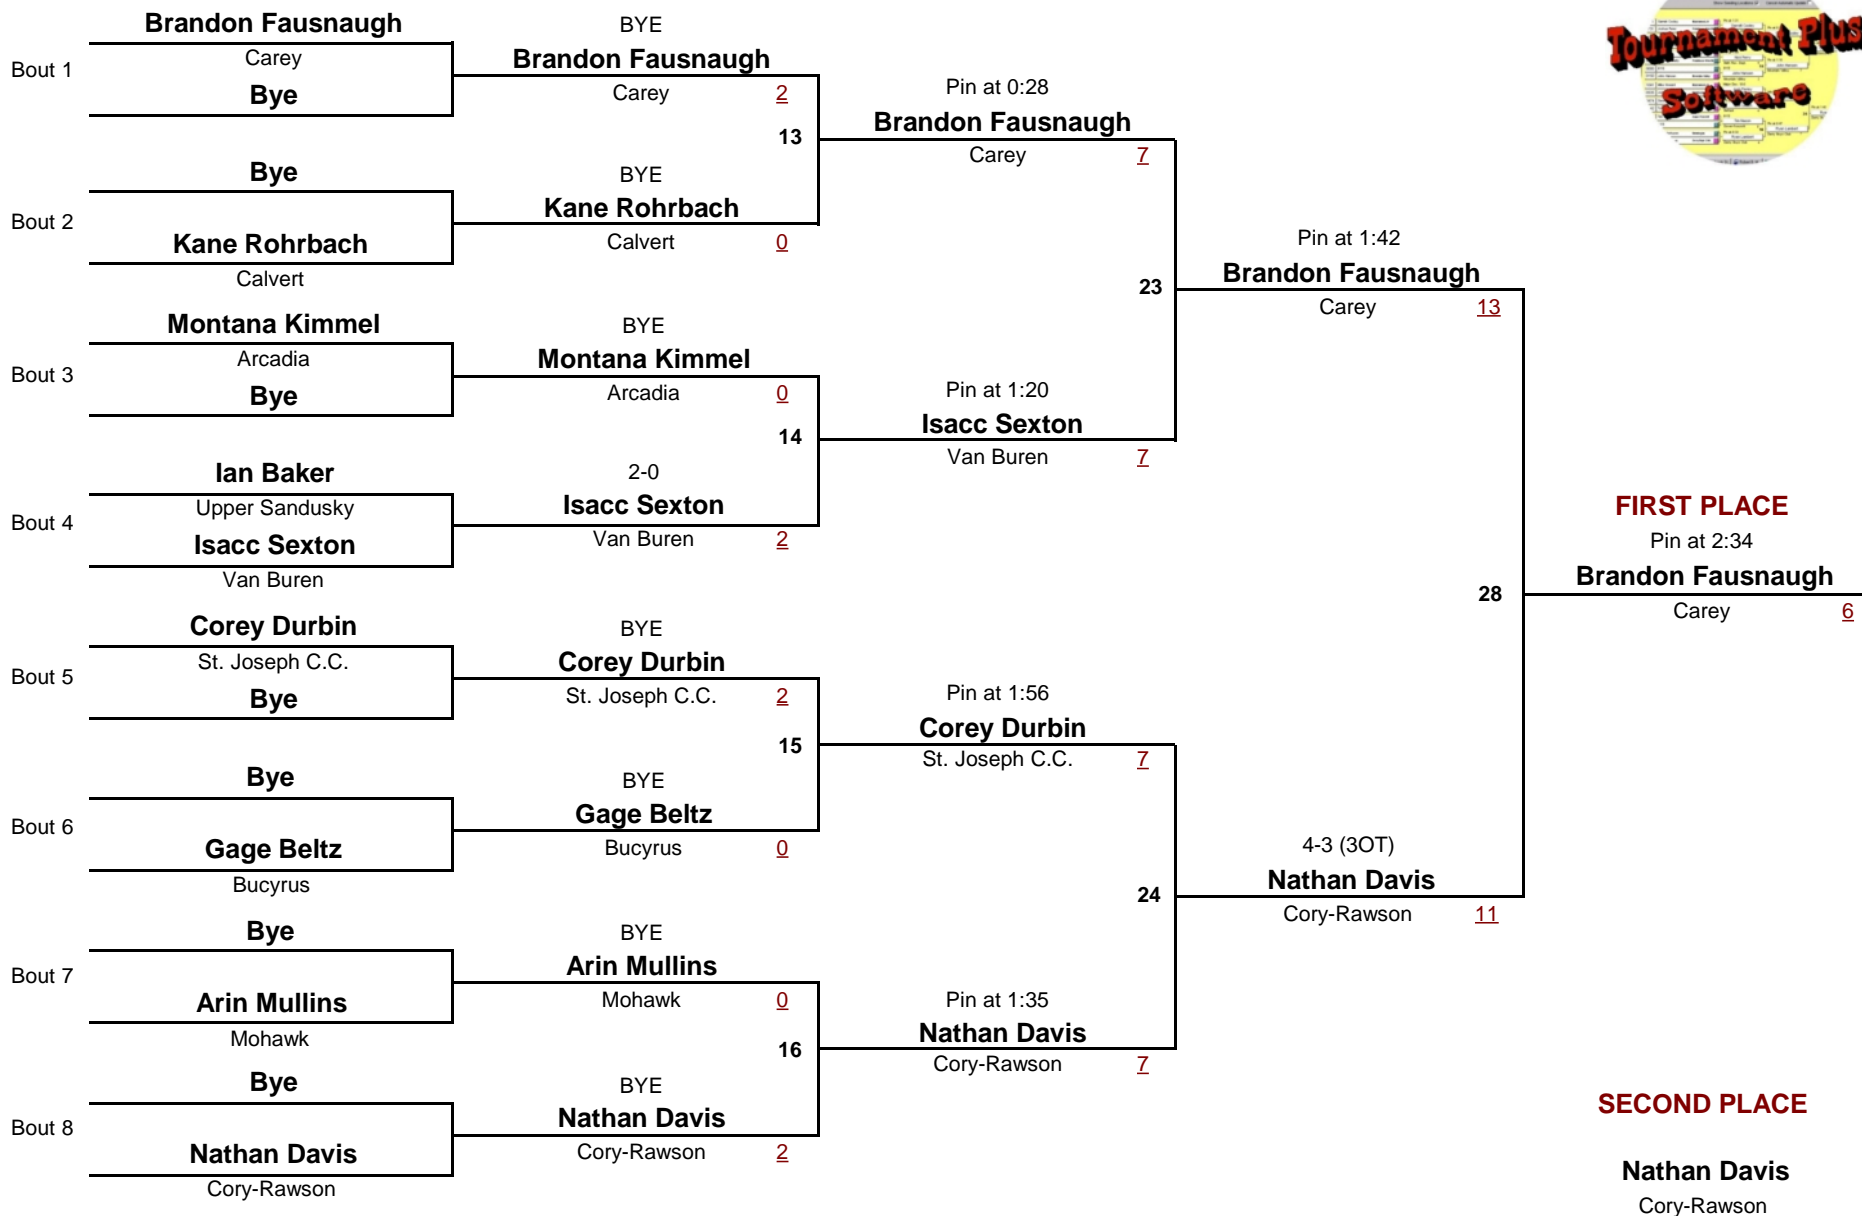 Brandon Fausnaugh
Carey
Bout 1
Bye
Bye
Bout 2
Kane Rohrbach
Calvert
Montana Kimmel
Arcadia
Bout 3
Bye
Ian Baker
Upper Sandusky
Bout 4
Isacc Sexton
Van Buren
Corey Durbin
St. Joseph C.C.
Bout 5
Bye
Bye
Bout 6
Gage Beltz
Bucyrus
Bye
Bout 7
Arin Mullins
Mohawk
Bye
Bout 8
Nathan Davis
Cory-Rawson
BYE
Brandon Fausnaugh
Carey 2
13
BYE
Kane Rohrbach
Calvert 0
BYE
Montana Kimmel
Arcadia 0
14
2-0
Isacc Sexton
Van Buren 2
BYE
Corey Durbin
St. Joseph C.C. 2
15
BYE
Gage Beltz
Bucyrus 0
BYE
Arin Mullins
Mohawk 0
16
BYE
Nathan Davis
Cory-Rawson 2
Pin at 0:28
Brandon Fausnaugh
Carey 7
23
Pin at 1:20
Isacc Sexton
Van Buren 7
Pin at 1:56
Corey Durbin
St. Joseph C.C. 7
24
Pin at 1:35
Nathan Davis
Cory-Rawson 7
Pin at 1:42
Brandon Fausnaugh
Carey 13
28
4-3 (3OT)
Nathan Davis
Cory-Rawson 11
Tournament Plus
Software
FIRST PLACE
Pin at 2:34
Brandon Fausnaugh
Carey 6
SECOND PLACE
Nathan Davis
Cory-Rawson